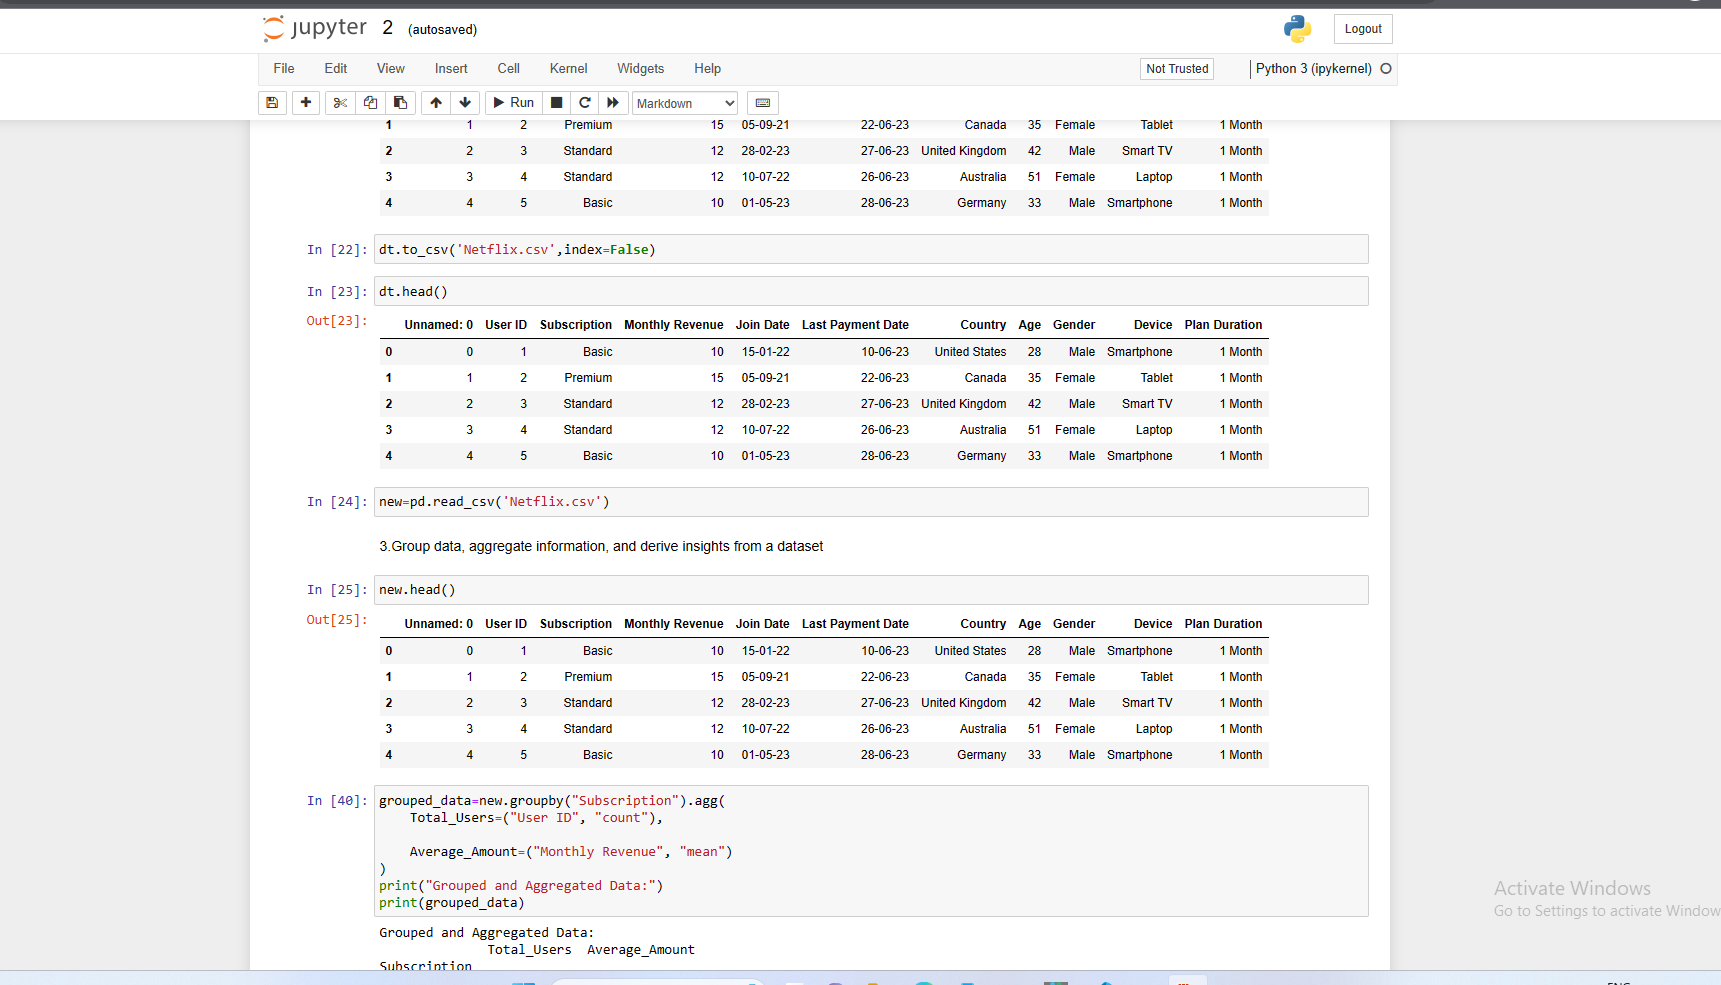 jupyter 2 (autosaved) Logout
File Edit View Insert Cell Kernel Widgets Help Not Trusted Python 3 (ipykernel)
Run Markdown
1 1 2 Premium 15 05-09-21 22-06-23 Canada 35 Female Tablet 1 Month
2 2 3 Standard 12 28-02-23 27-06-23 United Kingdom 42 Male Smart TV 1 Month
3 3 4 Standard 12 10-07-22 26-06-23 Australia 51 Female Laptop 1 Month
4 4 5 Basic 10 01-05-23 28-06-23 Germany 33 Male Smartphone 1 Month
In [22]: dt.to_csv('Netflix.csv',index=False)
In [23]: dt.head()
Out[23]:
Unnamed: 0 User ID Subscription Monthly Revenue Join Date Last Payment Date Country Age Gender Device Plan Duration
0 0 1 Basic 10 15-01-22 10-06-23 United States 28 Male Smartphone 1 Month
1 1 2 Premium 15 05-09-21 22-06-23 Canada 35 Female Tablet 1 Month
2 2 3 Standard 12 28-02-23 27-06-23 United Kingdom 42 Male Smart TV 1 Month
3 3 4 Standard 12 10-07-22 26-06-23 Australia 51 Female Laptop 1 Month
4 4 5 Basic 10 01-05-23 28-06-23 Germany 33 Male Smartphone 1 Month
In [24]: new=pd.read_csv('Netflix.csv')
3.Group data, aggregate information, and derive insights from a dataset
In [25]: new.head()
Out[25]:
Unnamed: 0 User ID Subscription Monthly Revenue Join Date Last Payment Date Country Age Gender Device Plan Duration
0 0 1 Basic 10 15-01-22 10-06-23 United States 28 Male Smartphone 1 Month
1 1 2 Premium 15 05-09-21 22-06-23 Canada 35 Female Tablet 1 Month
2 2 3 Standard 12 28-02-23 27-06-23 United Kingdom 42 Male Smart TV 1 Month
3 3 4 Standard 12 10-07-22 26-06-23 Australia 51 Female Laptop 1 Month
4 4 5 Basic 10 01-05-23 28-06-23 Germany 33 Male Smartphone 1 Month
In [40]: grouped_data=new.groupby("Subscription").agg(
Total_Users=("User ID", "count"),
Average_Amount=("Monthly Revenue", "mean")
)
print("Grouped and Aggregated Data:")
print(grouped_data)
Grouped and Aggregated Data:
Total_Users Average_Amount
Subscription
Activate Windows
Go to Settings to activate Window